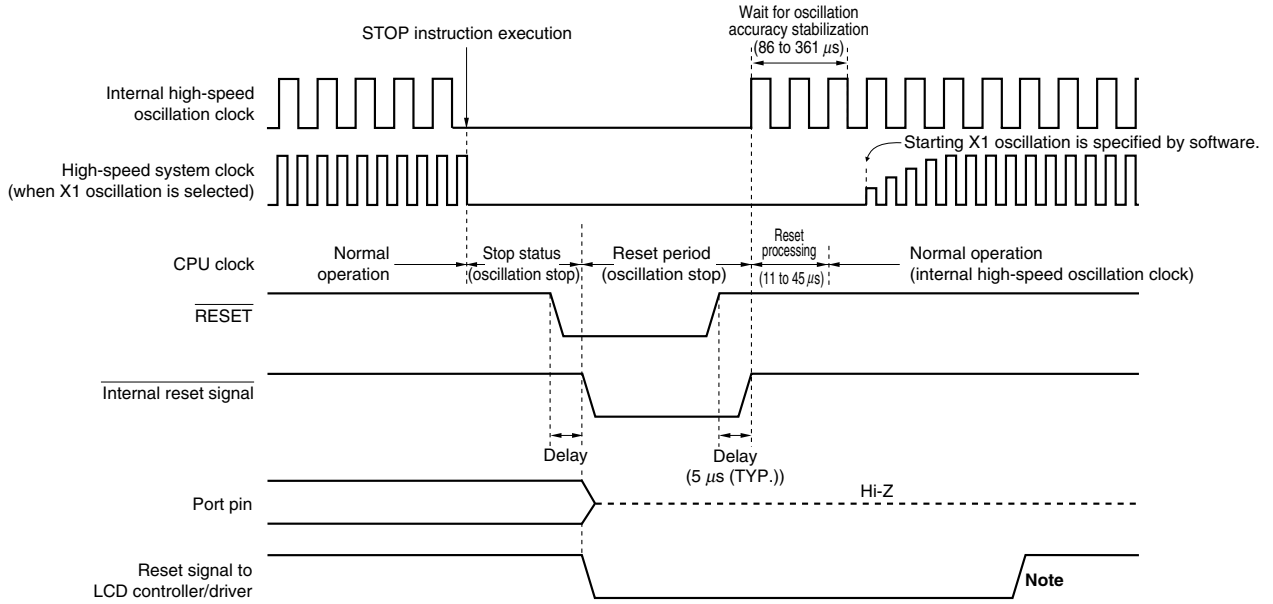 Wait for oscillation
accuracy stabilization
(86 to 361 μs)
STOP instruction execution
Internal high-speed
oscillation clock
Starting X1 oscillation is specified by software.
High-speed system clock
(when X1 oscillation is selected)
CPU clock
Normal
operation
Stop status
(oscillation stop)
Reset period
(oscillation stop)
Reset
processing
(11 to 45 μs)
Normal operation
(internal high-speed oscillation clock)
RESET
Internal reset signal
Delay
Delay
(5 μs (TYP.))
Port pin
Hi-Z
Reset signal to
LCD controller/driver
Note